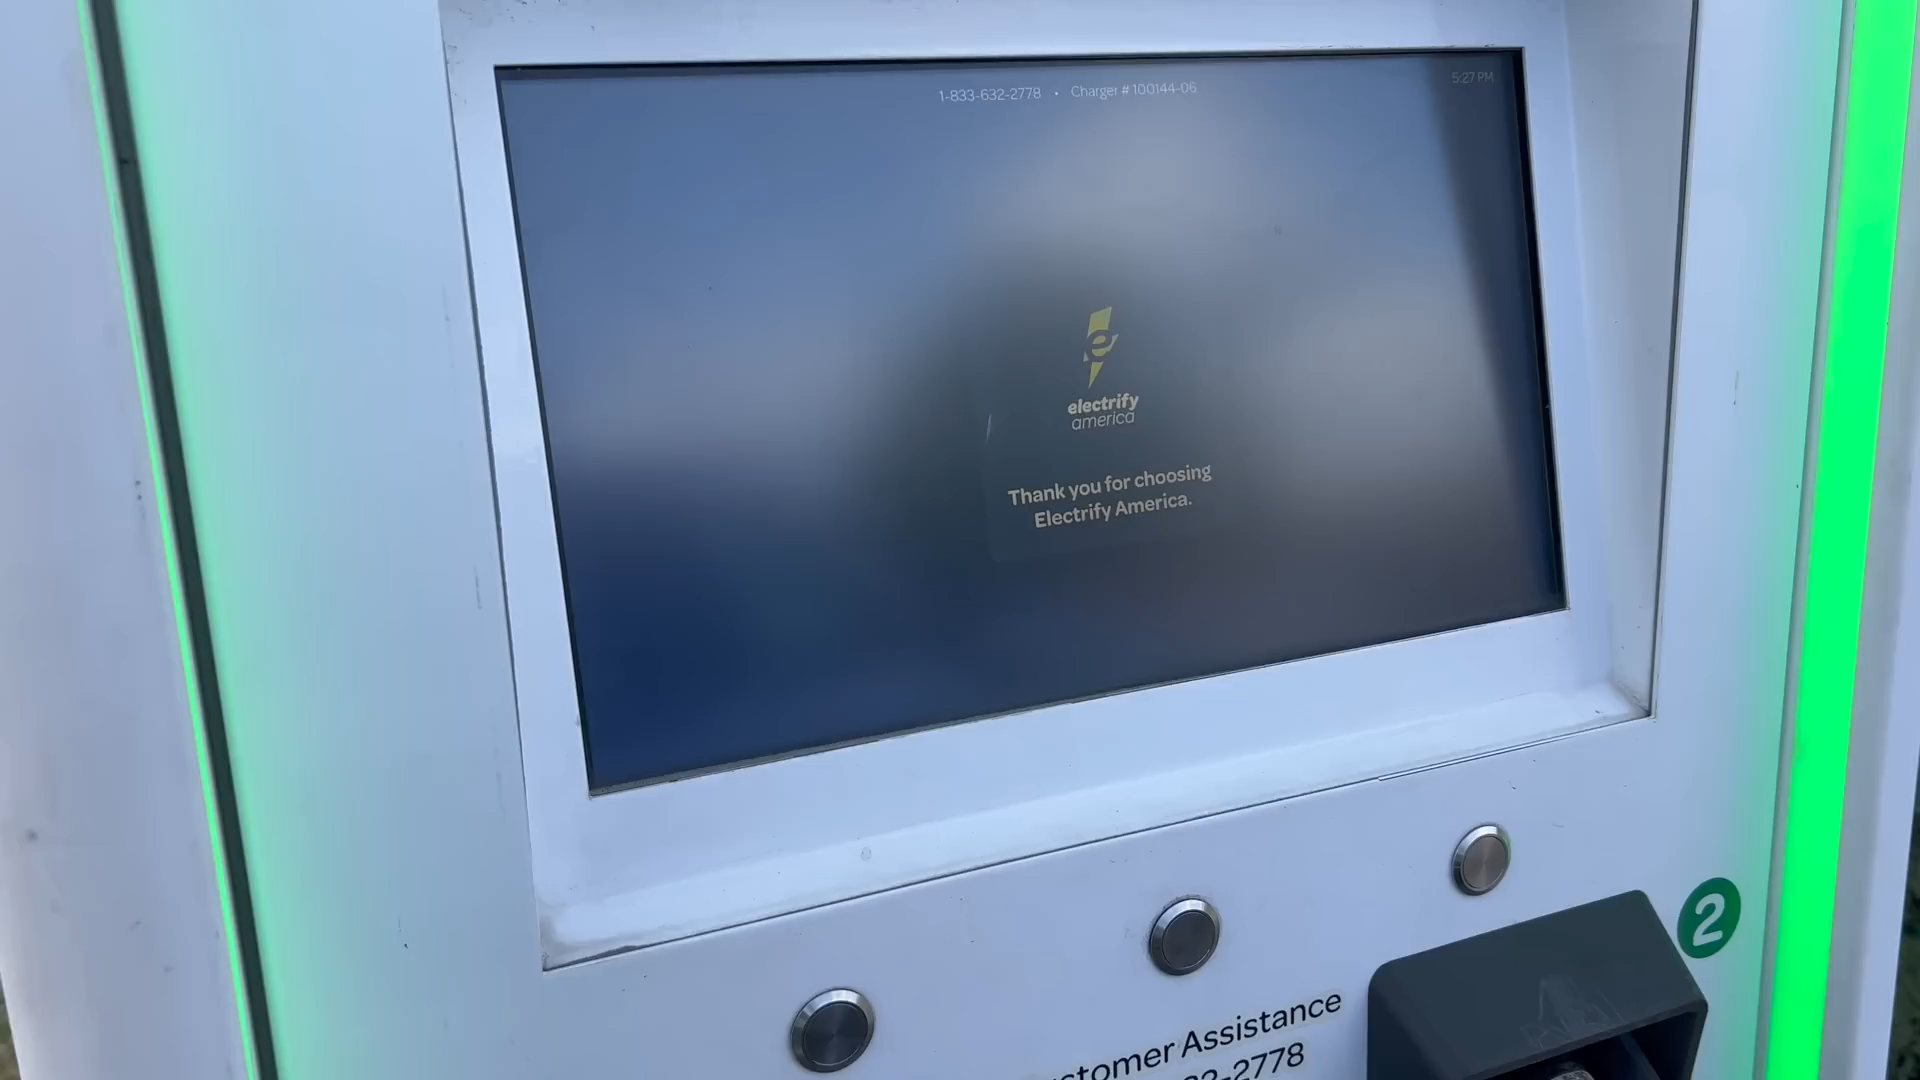 1-833-632-2778 • Charger # 100144-06
5:27 PM
e
electrify
america
Thank you for choosing
Electrify America.
2
stomer Assistance
2-2778